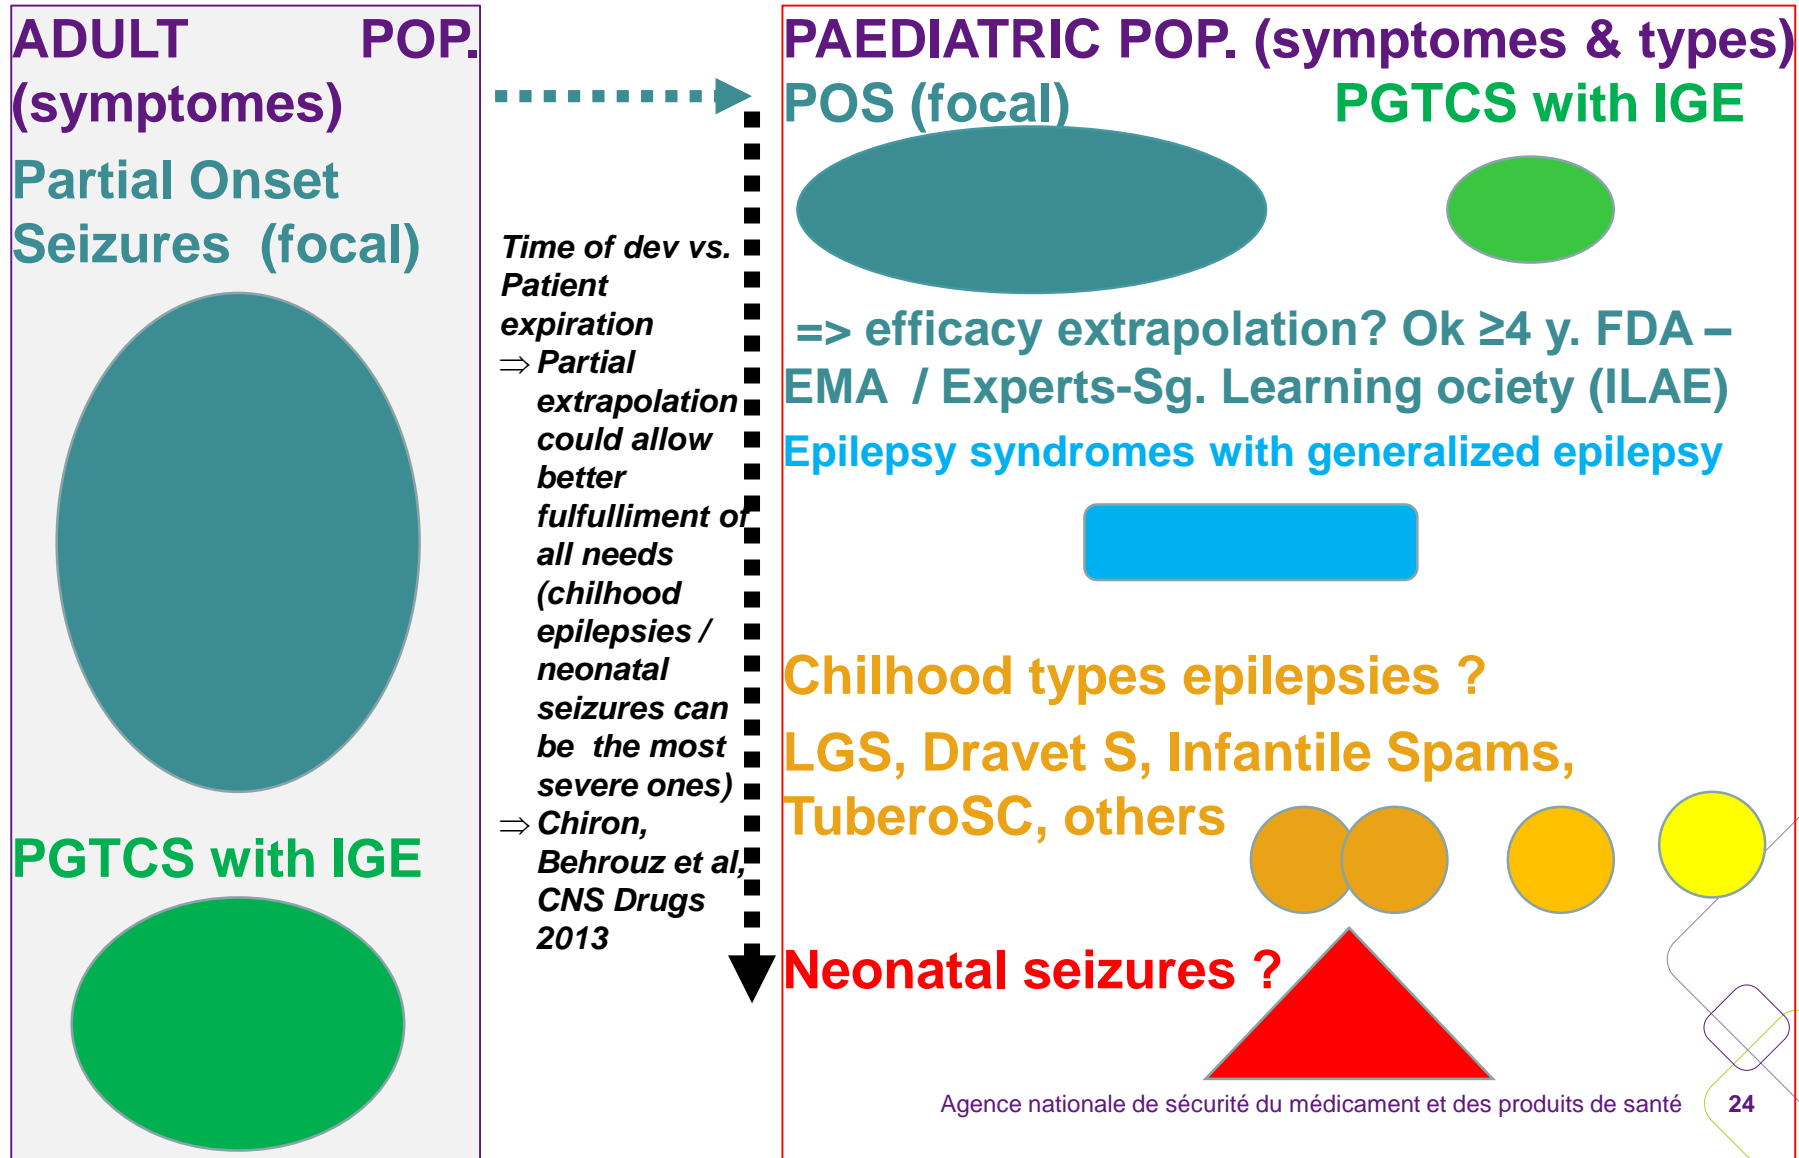 ADULT POP.
(symptomes)
Partial Onset
Seizures (focal)
PGTCS with IGE
Time of dev vs.
Patient
expiration
⇒ Partial
extrapolation
could allow
better
fulfulliment of
all needs
(chilhood
epilepsies /
neonatal
seizures can
be the most
severe ones)
⇒ Chiron,
Behrouz et al,
CNS Drugs
2013
PAEDIATRIC POP. (symptomes & types)
POS (focal) PGTCS with IGE
=> efficacy extrapolation? Ok ≥4 y. FDA –
EMA / Experts-Sg. Learning ociety (ILAE)
Epilepsy syndromes with generalized epilepsy
Chilhood types epilepsies ?
LGS, Dravet S, Infantile Spams,
TuberoSC, others
Neonatal seizures ?
Agence nationale de sécurité du médicament et des produits de santé 24